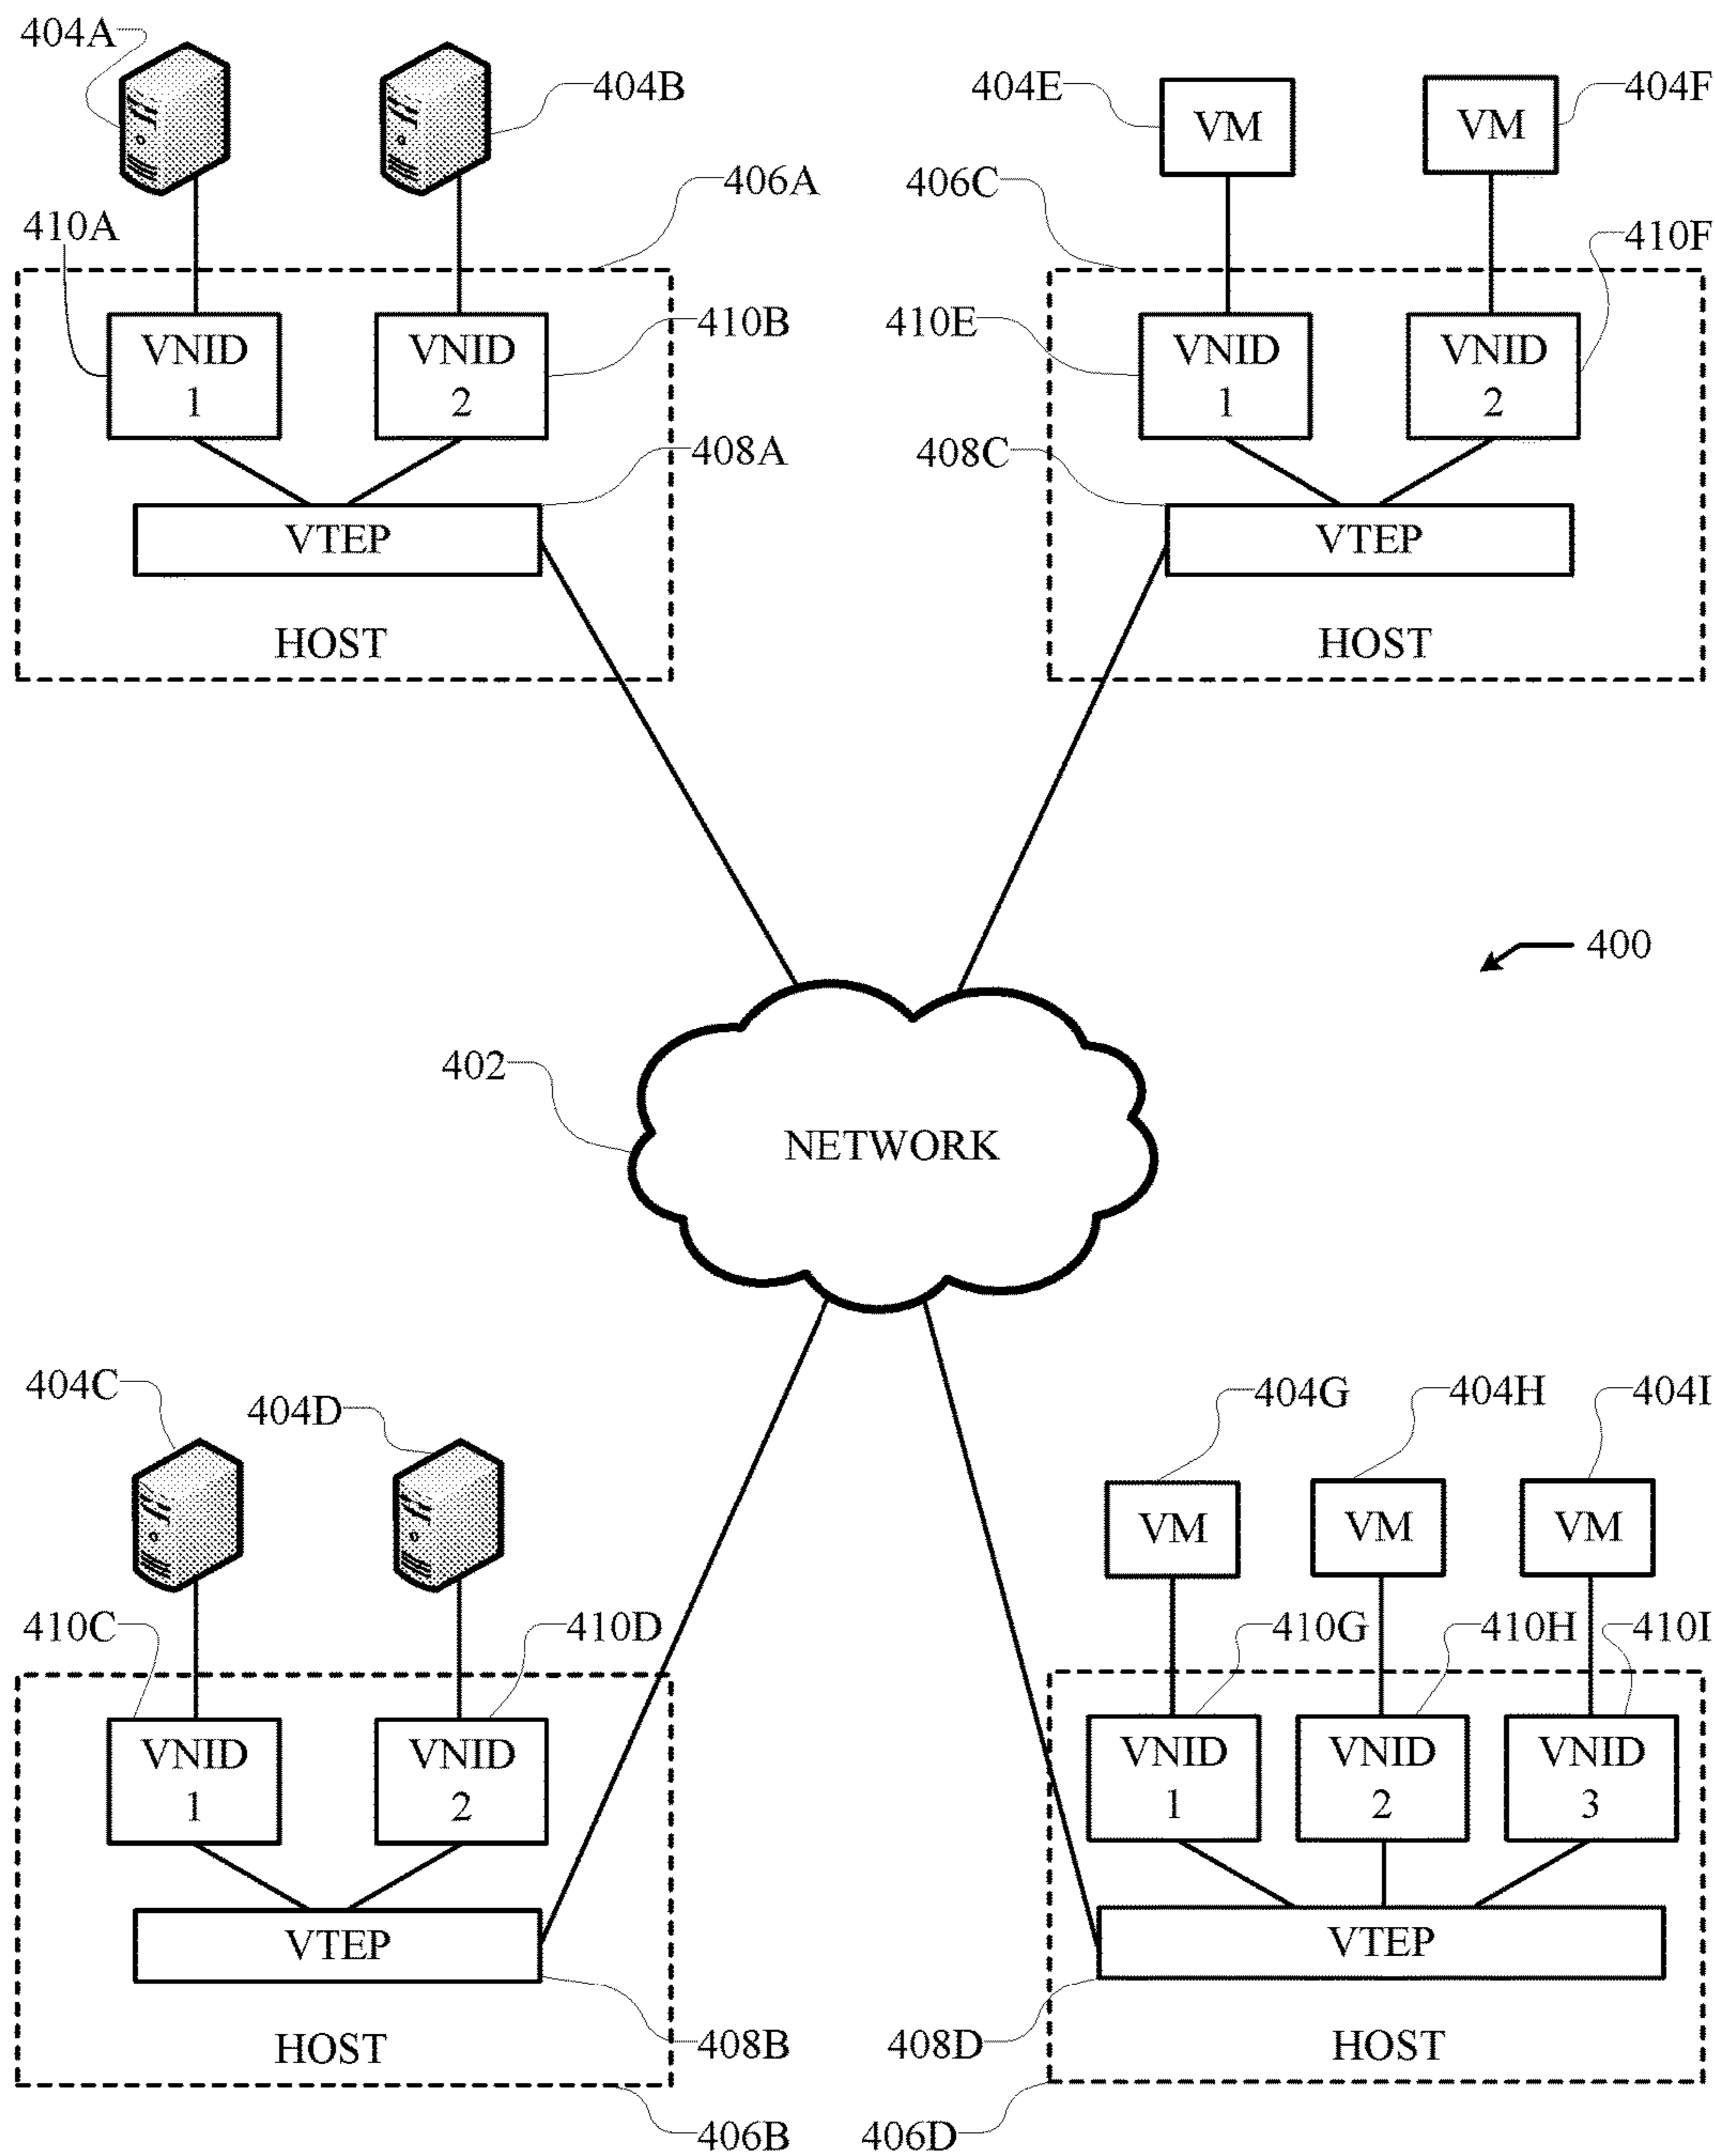 404A
404B
404E
VM
VM
404F
406A
406C
410A
410F
VNID
1
VNID
2
410B
410E
VNID
1
VNID
2
408A
408C
VTEP
VTEP
HOST
HOST
400
402
NETWORK
404C
404D
404G
404H
404I
VM
VM
VM
410C
410D
410G
410H
410I
VNID
1
VNID
2
VNID
1
VNID
2
VNID
3
VTEP
VTEP
408B
408D
HOST
HOST
406B
406D